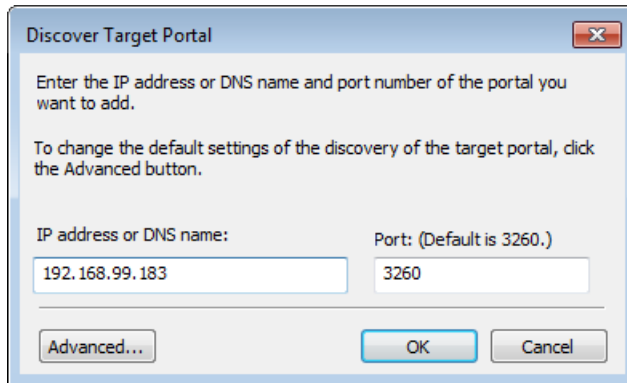 Discover Target Portal
Enter the IP address or DNS name and port number of the portal you
want to add.
To change the default settings of the discovery of the target portal, click
the Advanced button.
IP address or DNS name:
Port: (Default is 3260.)
192.168.99.183
3260
Advanced...
OK
Cancel